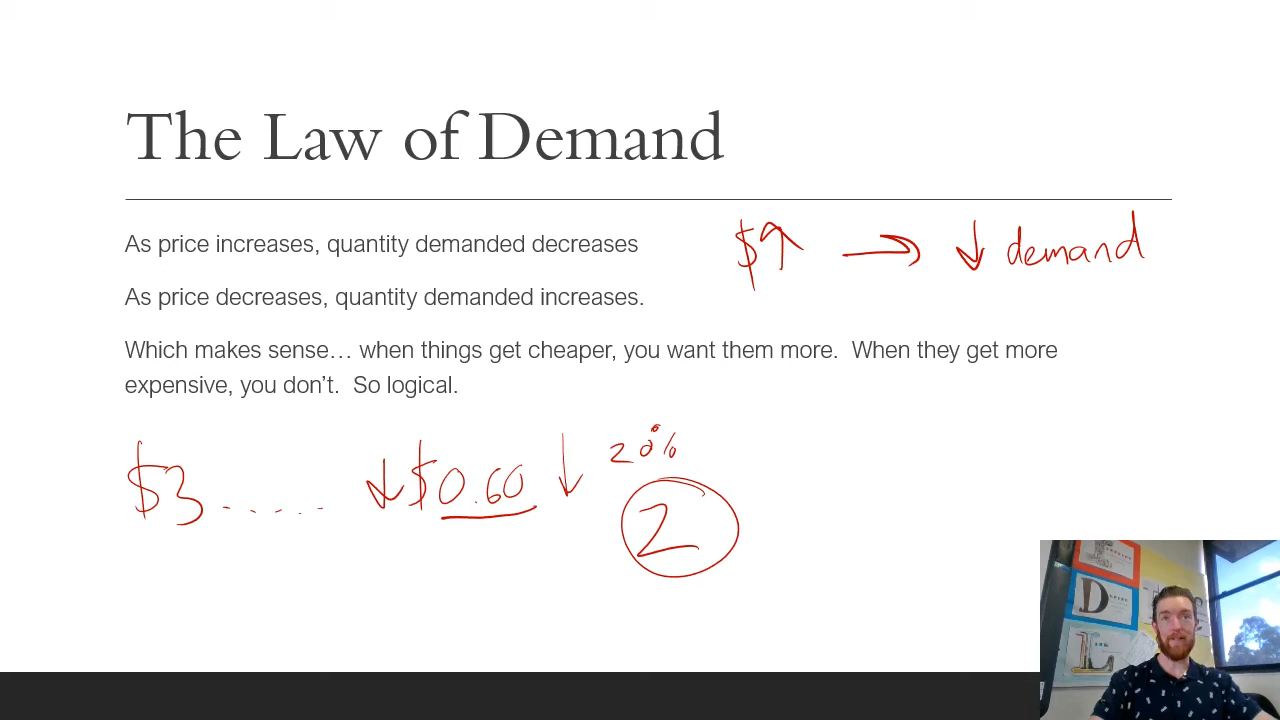 The Law of Demand
As price increases, quantity demanded decreases
$↑ → ↓ demand
As price decreases, quantity demanded increases.
Which makes sense… when things get cheaper, you want them more.  When they get more
expensive, you don’t.  So logical.
$3 ..... ↓ $0.60 ↓ 20%
2
D
L